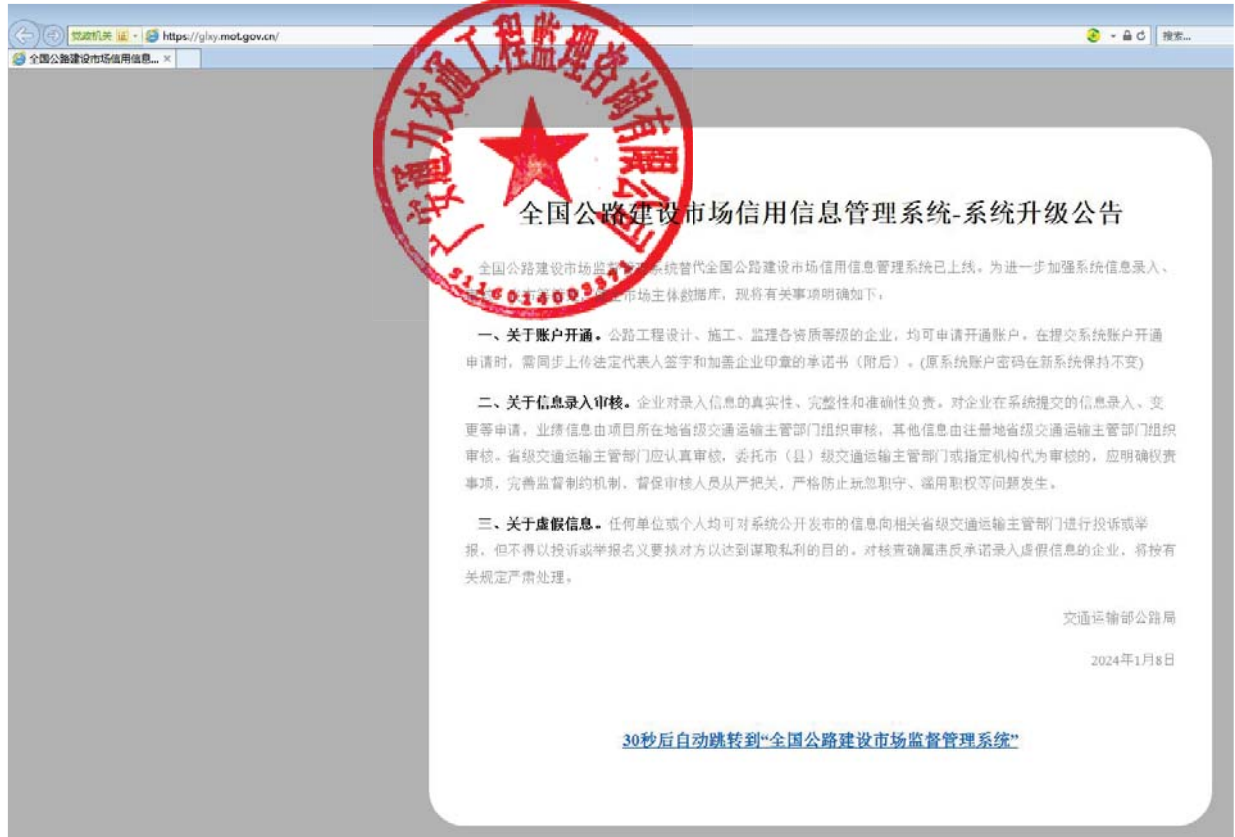 党政机关 证 https://glxy.mot.gov.cn/ 搜索...
全国公路建设市场信用信息... ×
广安通力交通工程监理咨询有限公司
全国公路建设市场信用信息管理系统-系统升级公告
全国公路建设市场监督管理系统替代全国公路建设市场信用信息管理系统已上线。为进一步加强系统信息录入、
市场主体数据库，现将有关事项明确如下：
一、关于账户开通。公路工程设计、施工、监理各资质等级的企业，均可申请开通账户。在提交系统账户开通
申请时，需同步上传法定代表人签字和加盖企业印章的承诺书（附后）。(原系统账户密码在新系统保持不变)
二、关于信息录入审核。企业对录入信息的真实性、完整性和准确性负责。对企业在系统提交的信息录入、变
更等申请，业绩信息由项目所在地省级交通运输主管部门组织审核，其他信息由注册地省级交通运输主管部门组织
审核。省级交通运输主管部门应认真审核，委托市（县）级交通运输主管部门或指定机构代为审核的，应明确权责
事项，完善监督制约机制，督促审核人员从严把关，严格防止玩忽职守、滥用职权等问题发生。
三、关于虚假信息。任何单位或个人均可对系统公开发布的信息向相关省级交通运输主管部门进行投诉或举
报，但不得以投诉或举报名义要挟对方以达到谋取私利的目的。对核查确属违反承诺录入虚假信息的企业，将按有
关规定严肃处理。
交通运输部公路局
2024年1月8日
30秒后自动跳转到“全国公路建设市场监督管理系统”